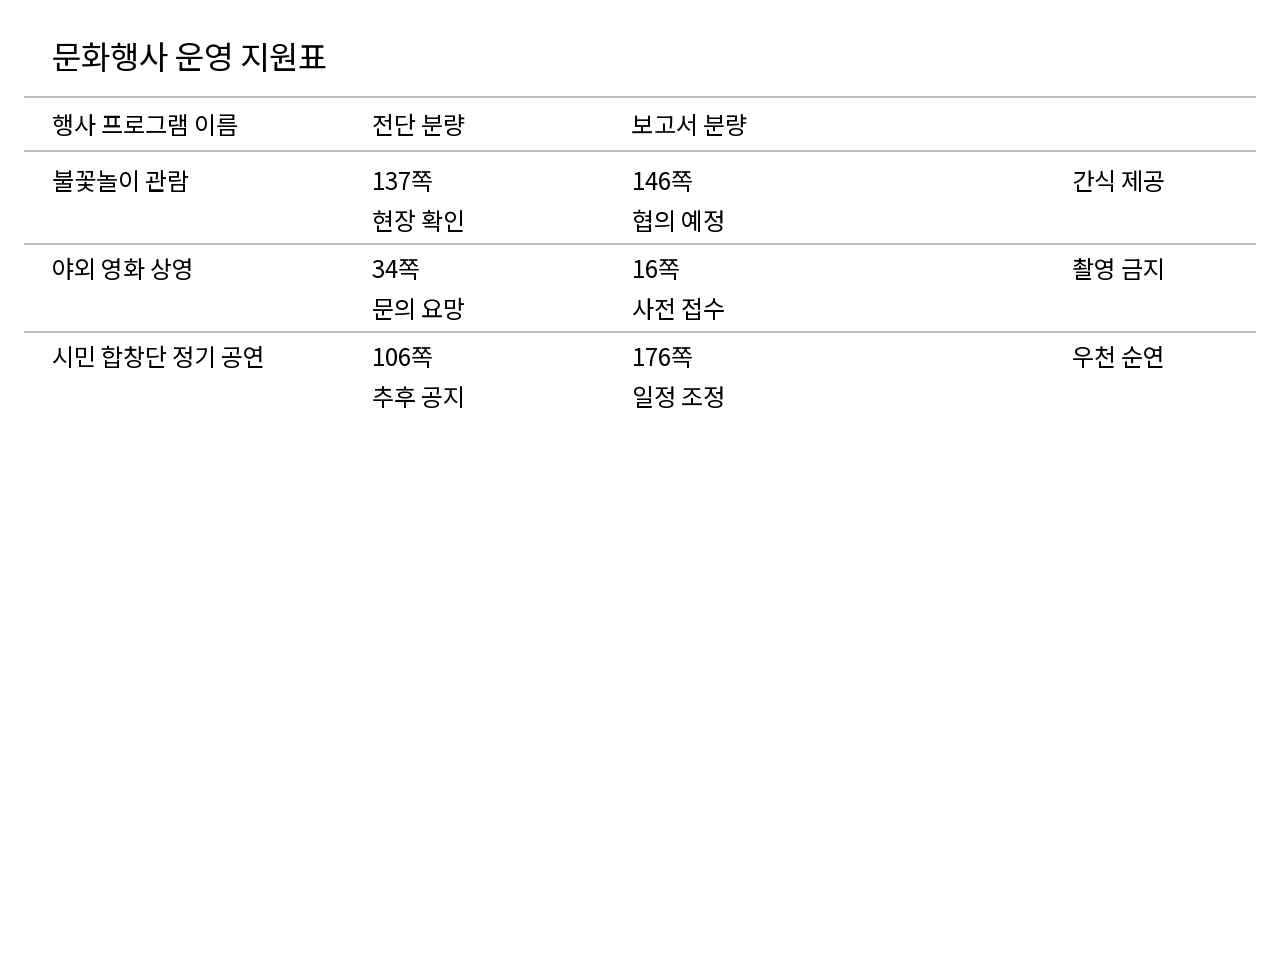 문화행사 운영 지원표
행사 프로그램 이름 전단 분량 보고서 분량
불꽃놀이 관람 137쪽 146쪽 간식 제공
현장 확인 협의 예정
야외 영화 상영 34쪽 16쪽 촬영 금지
문의 요망 사전 접수
시민 합창단 정기 공연 106쪽 176쪽 우천 순연
추후 공지 일정 조정